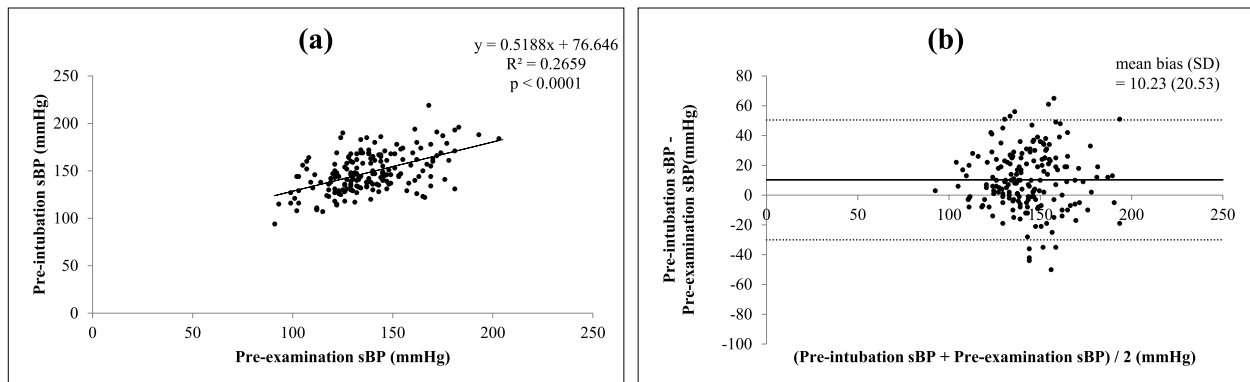 (a)
y = 0.5188x + 76.646
R² = 0.2659
p < 0.0001
Pre-intubation sBP (mmHg)
250
200
150
100
50
0
0 50 100 150 200 250
Pre-examination sBP (mmHg)
(b)
mean bias (SD)
= 10.23 (20.53)
Pre-intubation sBP -
Pre-examination sBP(mmHg)
80
60
40
20
0
-20
-40
-60
-80
-100
0 50 100 150 200 250
(Pre-intubation sBP + Pre-examination sBP) / 2 (mmHg)